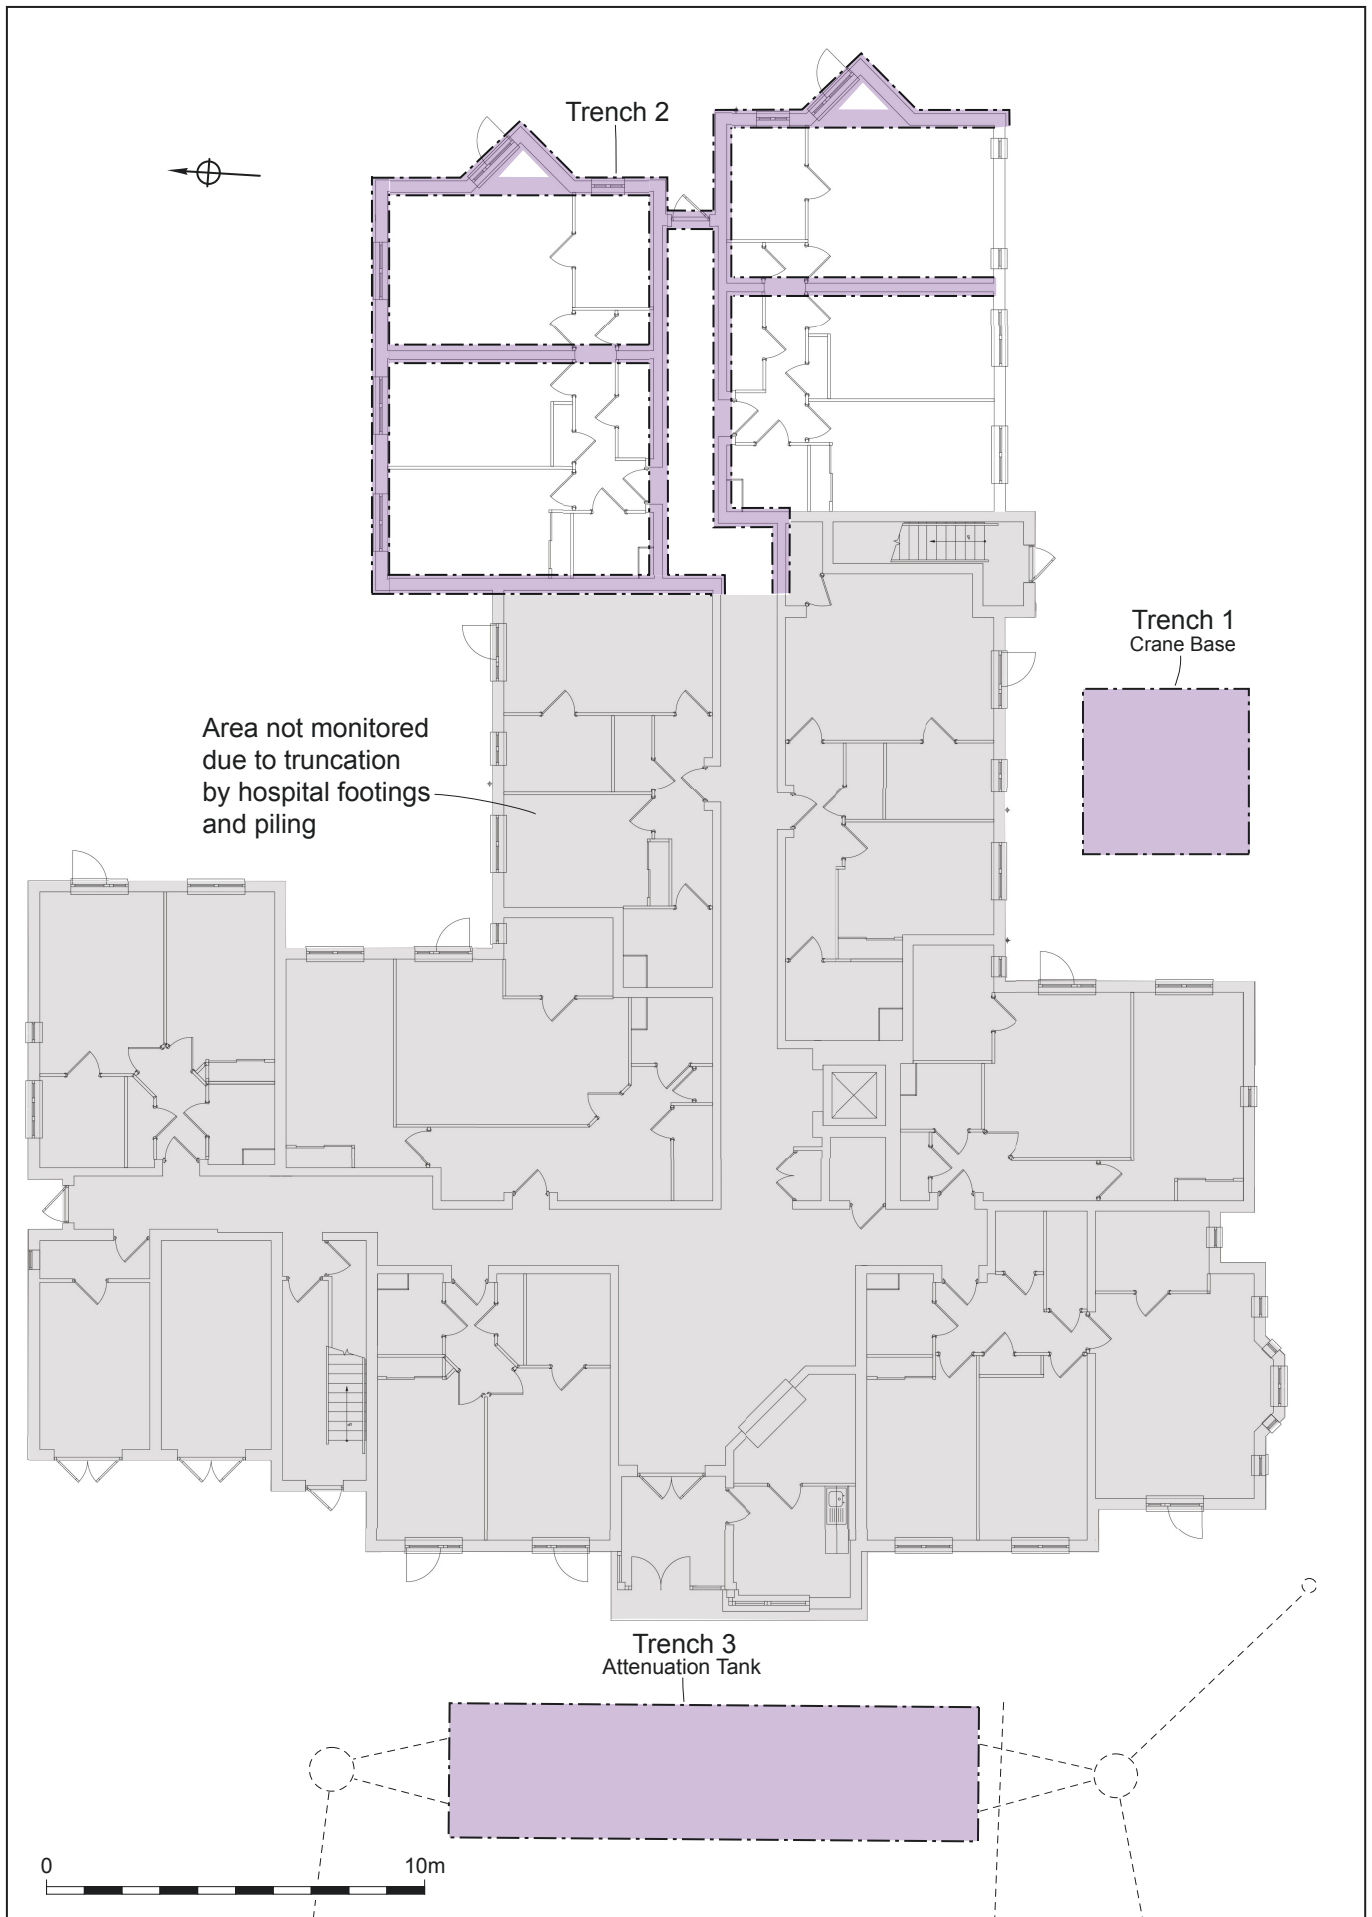 Trench 2
Trench 1
Crane Base
Area not monitored
due to truncation
by hospital footings
and piling
Trench 3
Attenuation Tank
0 10m